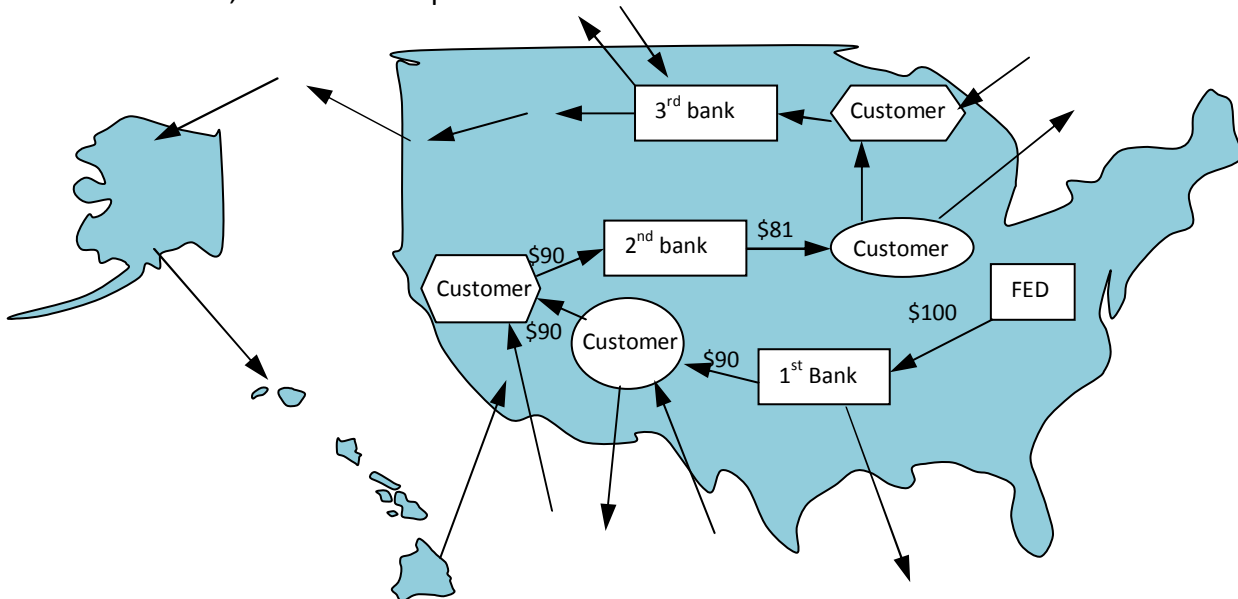 3rd bank
Customer
2nd bank
$81
Customer
$90
Customer
FED
$100
$90
Customer
$90
1st Bank